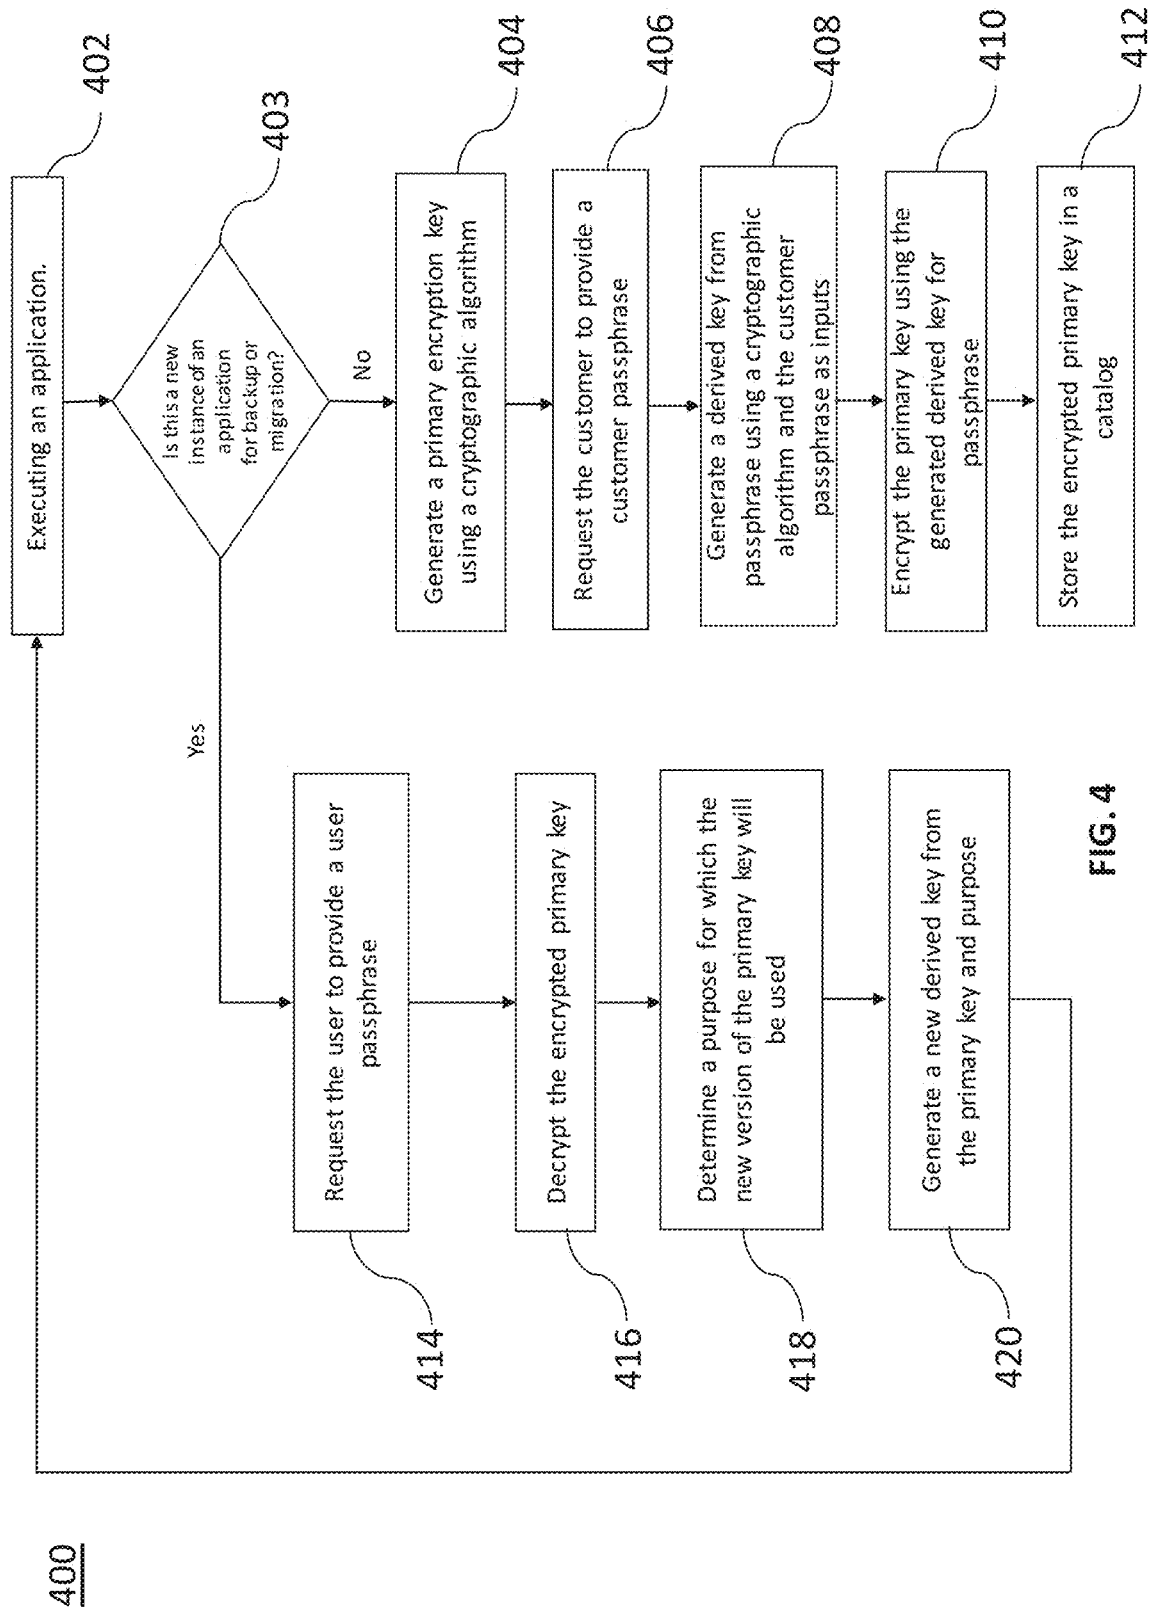 400
402
Executing an application.
403
Is this a new
instance of an
application
for backup or
migration?
Yes
No
404
Generate a primary encryption key
using a cryptographic algorithm
406
Request the customer to provide a
customer passphrase
408
Generate a derived key from
passphrase using a cryptographic
algorithm and the customer
passphrase as inputs
410
Encrypt the primary key using the
generated derived key for
passphrase
412
Store the encrypted primary key in a
catalog
414
Request the user to provide a user
passphrase
416
Decrypt the encrypted primary key
418
Determine a purpose for which the
new version of the primary key will
be used
420
Generate a new derived key from
the primary key and purpose
FIG. 4